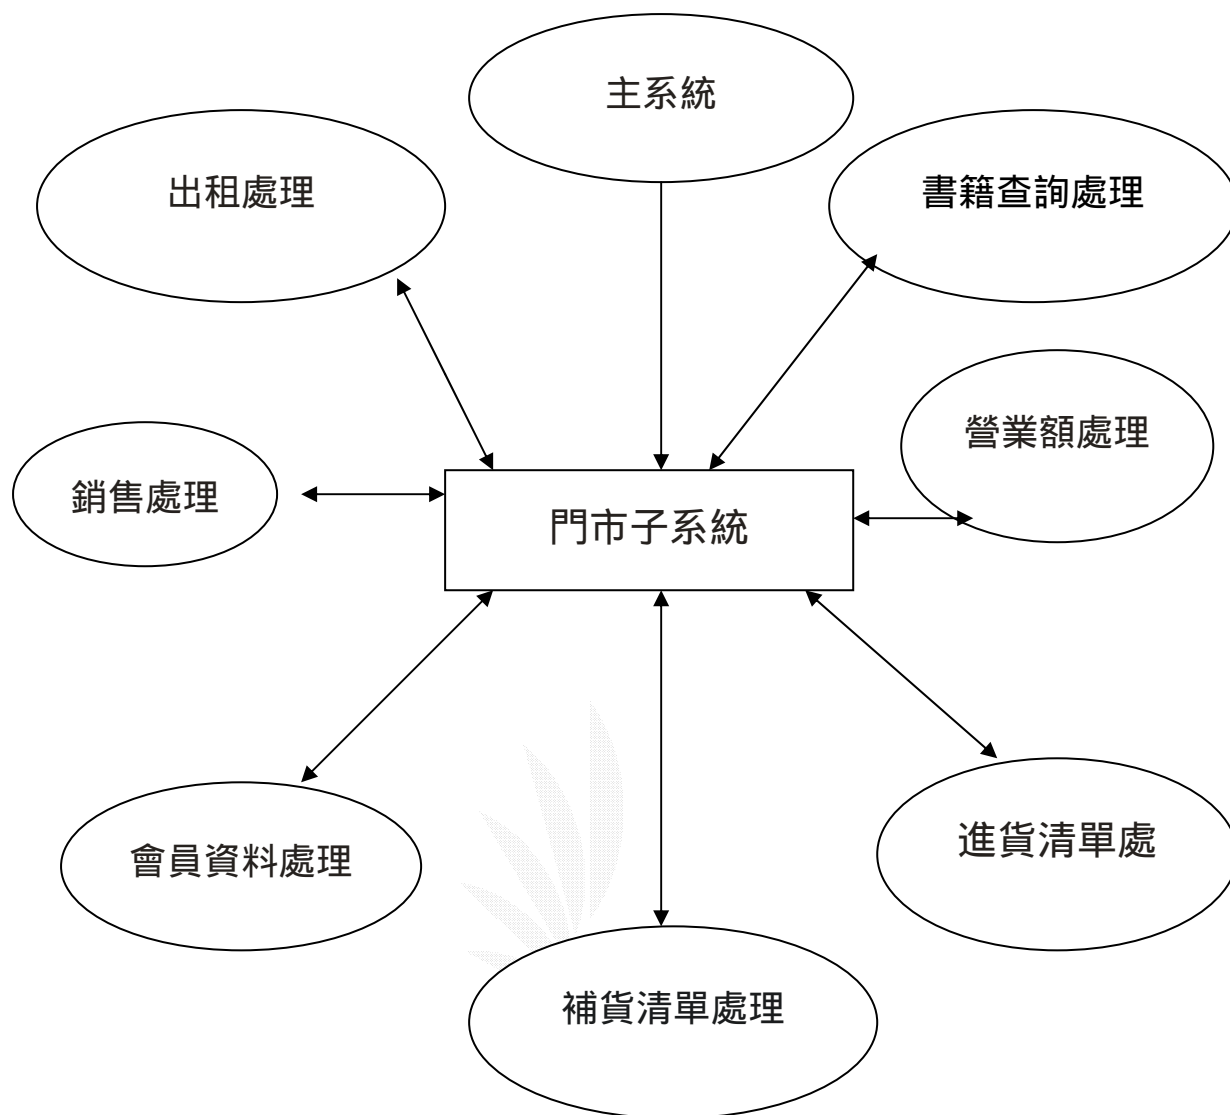 主系統
出租處理
書籍查詢處理
營業額處理
銷售處理
門市子系統
進貨清單處
會員資料處理
補貨清單處理